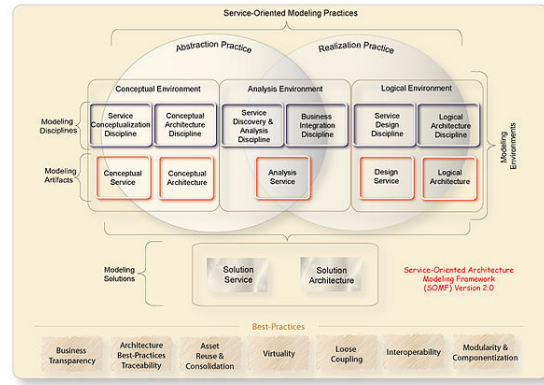 Service-Oriented Modeling Practices
Abstraction Practice
Realization Practice
Conceptual Environment
Analysis Environment
Logical Environment
Modeling
Disciplines
Service
Conceptualization
Discipline
Conceptual
Architecture
Discipline
Service
Discovery &
Analysis
Discipline
Business
Integration
Discipline
Service
Design
Discipline
Logical
Architecture
Discipline
Modeling
Environments
Modeling
Artifacts
Conceptual
Service
Conceptual
Architecture
Analysis
Service
Design
Service
Logical
Architecture
Modeling
Solutions
Solution
Service
Solution
Architecture
Service-Oriented Architecture
Modeling Framework
(SOMF) Version 2.0
Best-Practices
Business
Transparency
Architecture
Best-Practices
Traceability
Asset
Reuse &
Consolidation
Virtuality
Loose
Coupling
Interoperability
Modularity &
Componentization